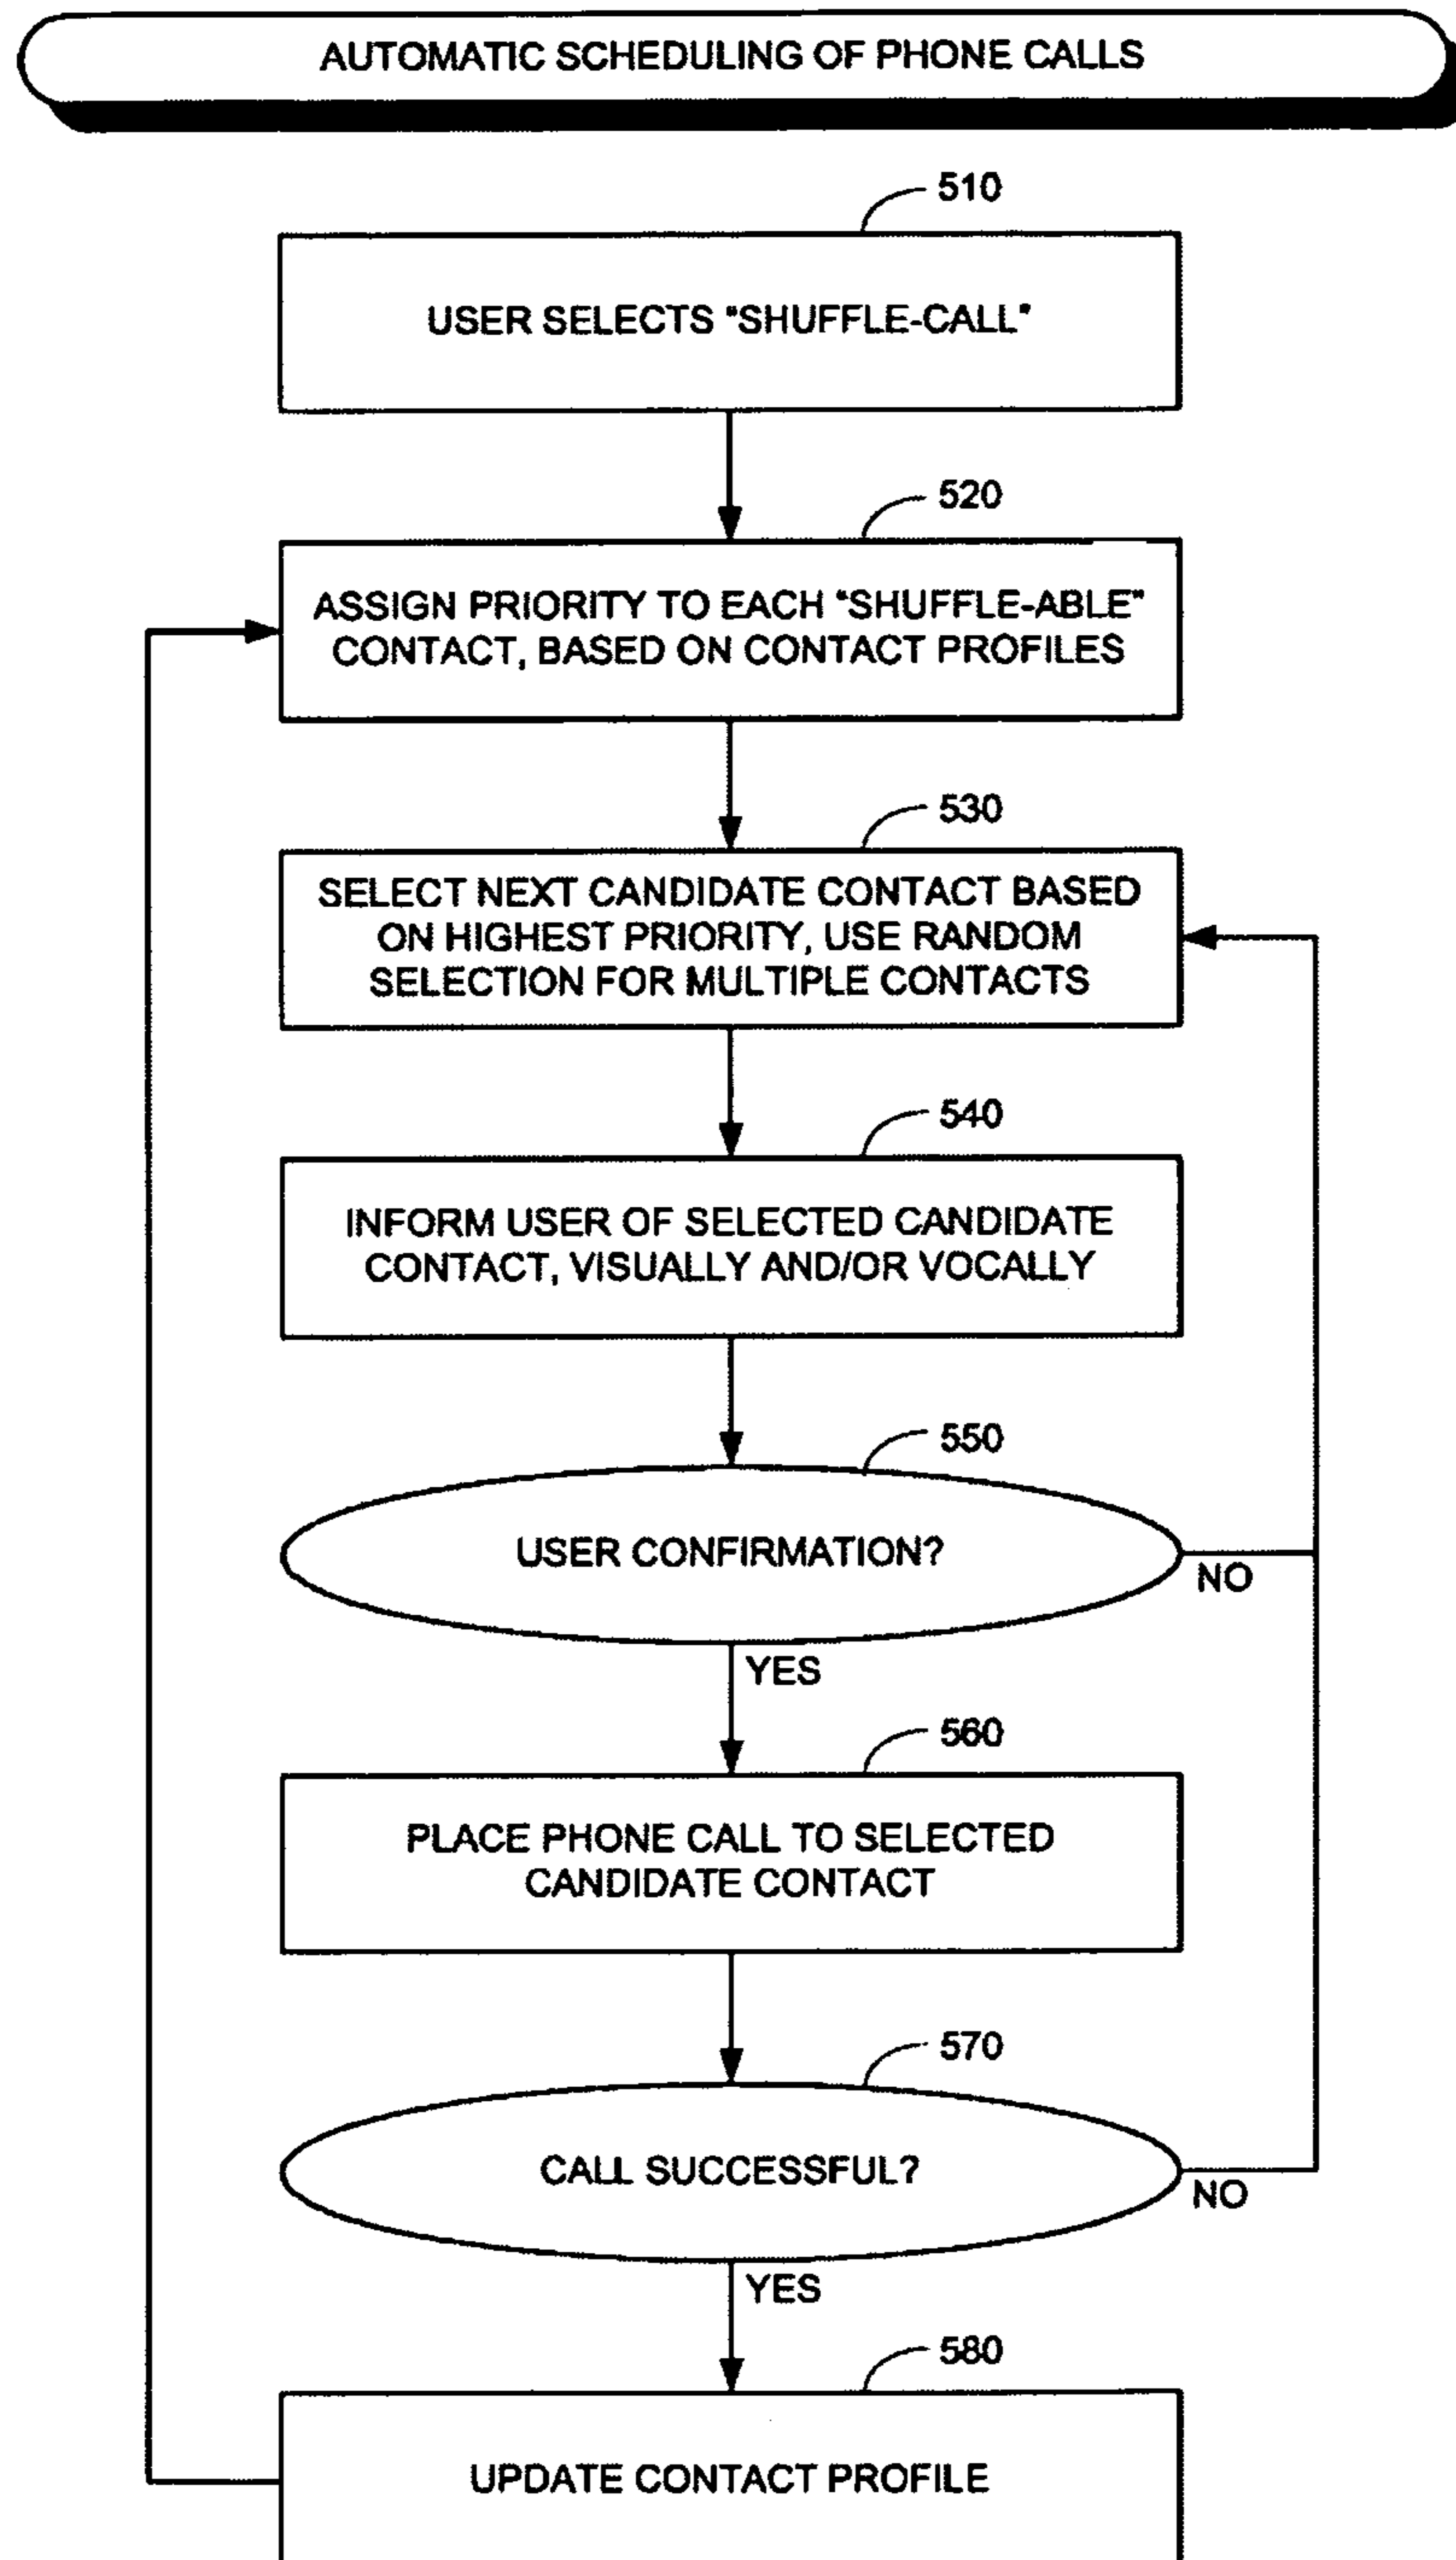 AUTOMATIC SCHEDULING OF PHONE CALLS
510
USER SELECTS "SHUFFLE-CALL"
520
ASSIGN PRIORITY TO EACH "SHUFFLE-ABLE"
CONTACT, BASED ON CONTACT PROFILES
530
SELECT NEXT CANDIDATE CONTACT BASED
ON HIGHEST PRIORITY, USE RANDOM
SELECTION FOR MULTIPLE CONTACTS
540
INFORM USER OF SELECTED CANDIDATE
CONTACT, VISUALLY AND/OR VOCALLY
550
USER CONFIRMATION?
NO
YES
560
PLACE PHONE CALL TO SELECTED
CANDIDATE CONTACT
570
CALL SUCCESSFUL?
NO
YES
580
UPDATE CONTACT PROFILE